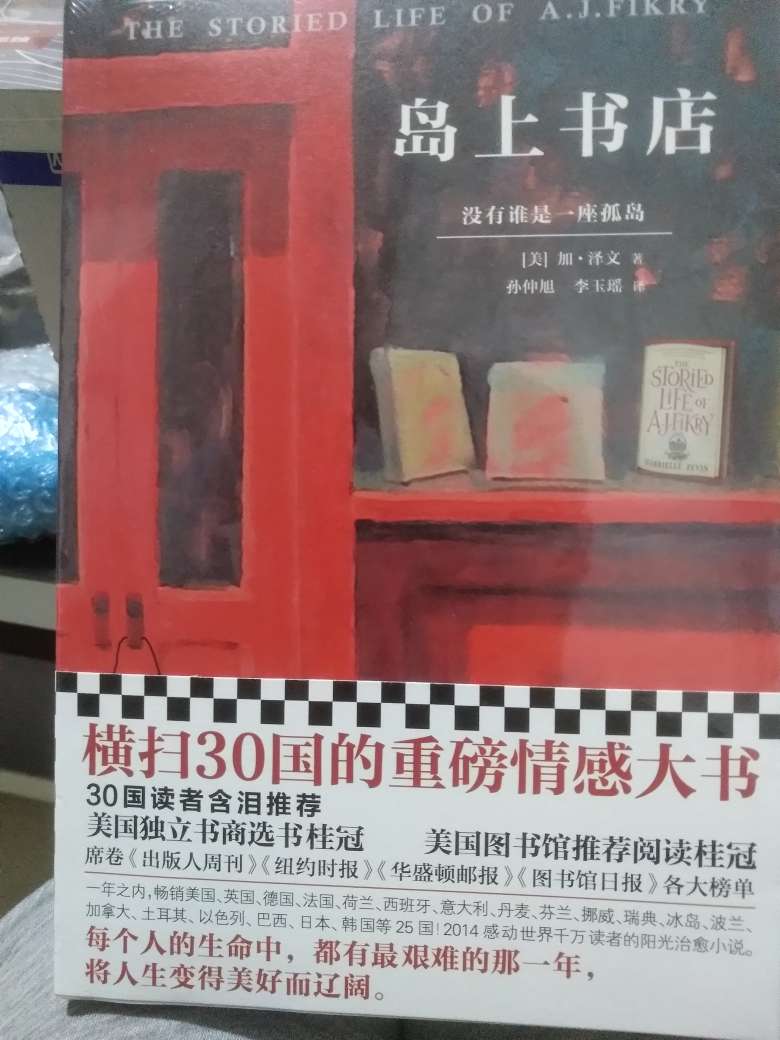 THE STORIED LIFE OF A.J.FIKRY
岛上书店
没有谁是一座孤岛
[美] 加·泽文 著
孙仲旭 李玉瑶 译
THE
STORIED
LIFE OF
A.J.FIKRY
GABRIELLE ZEVIN
横扫30国的重磅情感大书
30国读者含泪推荐
美国独立书商选书桂冠 美国图书馆推荐阅读桂冠
席卷《出版人周刊》《纽约时报》《华盛顿邮报》《图书馆日报》各大榜单
一年之内,畅销美国、英国、德国、法国、荷兰、西班牙、意大利、丹麦、芬兰、挪威、瑞典、冰岛、波兰、
加拿大、土耳其、以色列、巴西、日本、韩国等 25 国!2014 感动世界千万读者的阳光治愈小说。
每个人的生命中，都有最艰难的那一年，
将人生变得美好而辽阔。